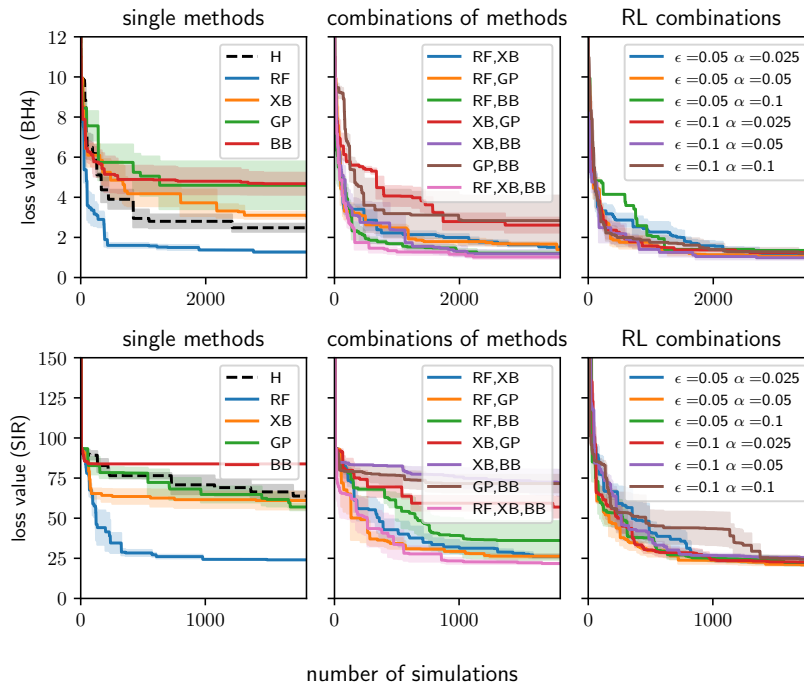 single methods
combinations of methods
RL combinations
loss value (BH4)
12
10
8
6
4
2
0
H
RF
XB
GP
BB
0
2000
RF,XB
RF,GP
RF,BB
XB,GP
XB,BB
GP,BB
RF,XB,BB
0
2000
ϵ =0.05 α =0.025
ϵ =0.05 α =0.05
ϵ =0.05 α =0.1
ϵ =0.1 α =0.025
ϵ =0.1 α =0.05
ϵ =0.1 α =0.1
0
2000
single methods
combinations of methods
RL combinations
loss value (SIR)
150
125
100
75
50
25
0
H
RF
XB
GP
BB
0
1000
RF,XB
RF,GP
RF,BB
XB,GP
XB,BB
GP,BB
RF,XB,BB
0
1000
ϵ =0.05 α =0.025
ϵ =0.05 α =0.05
ϵ =0.05 α =0.1
ϵ =0.1 α =0.025
ϵ =0.1 α =0.05
ϵ =0.1 α =0.1
0
1000
number of simulations